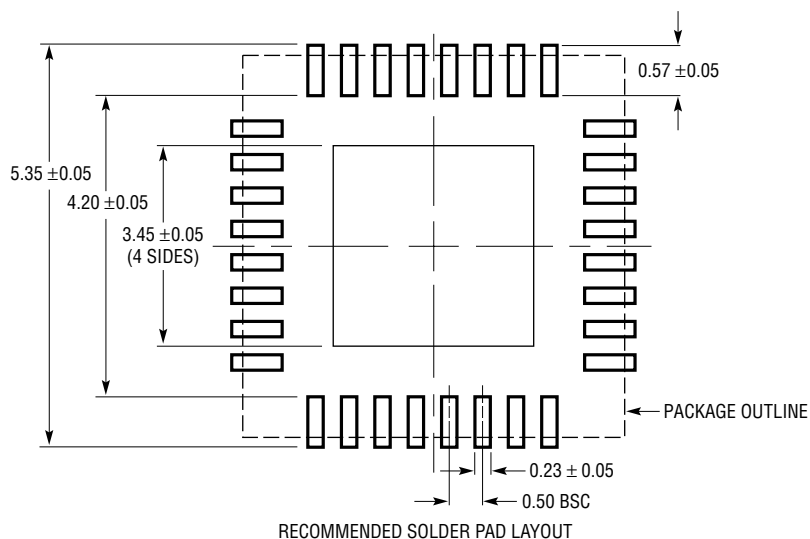 0.57 ±0.05
5.35 ±0.05
4.20 ±0.05
3.45 ±0.05
(4 SIDES)
PACKAGE OUTLINE
0.23 ± 0.05
0.50 BSC
RECOMMENDED SOLDER PAD LAYOUT